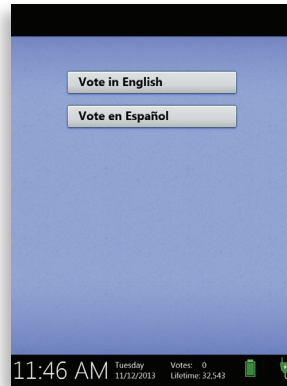 Vote in English
Vote en Español
11:46 AM
Tuesday
11/12/2013
Votes: 0
Lifetime: 32,543